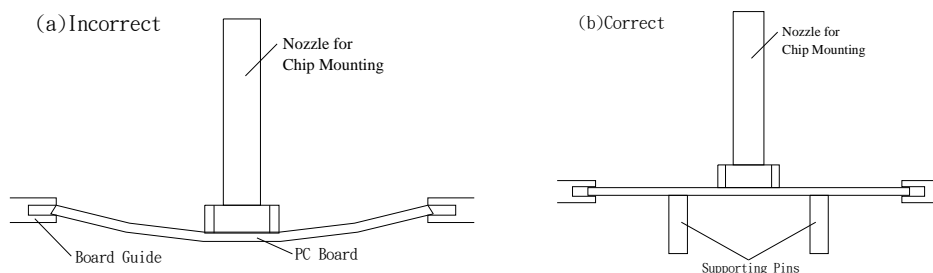 (a)Incorrect
Nozzle for
Chip Mounting
Board Guide
PC Board
(b)Correct
Nozzle for
Chip Mounting
Supporting Pins